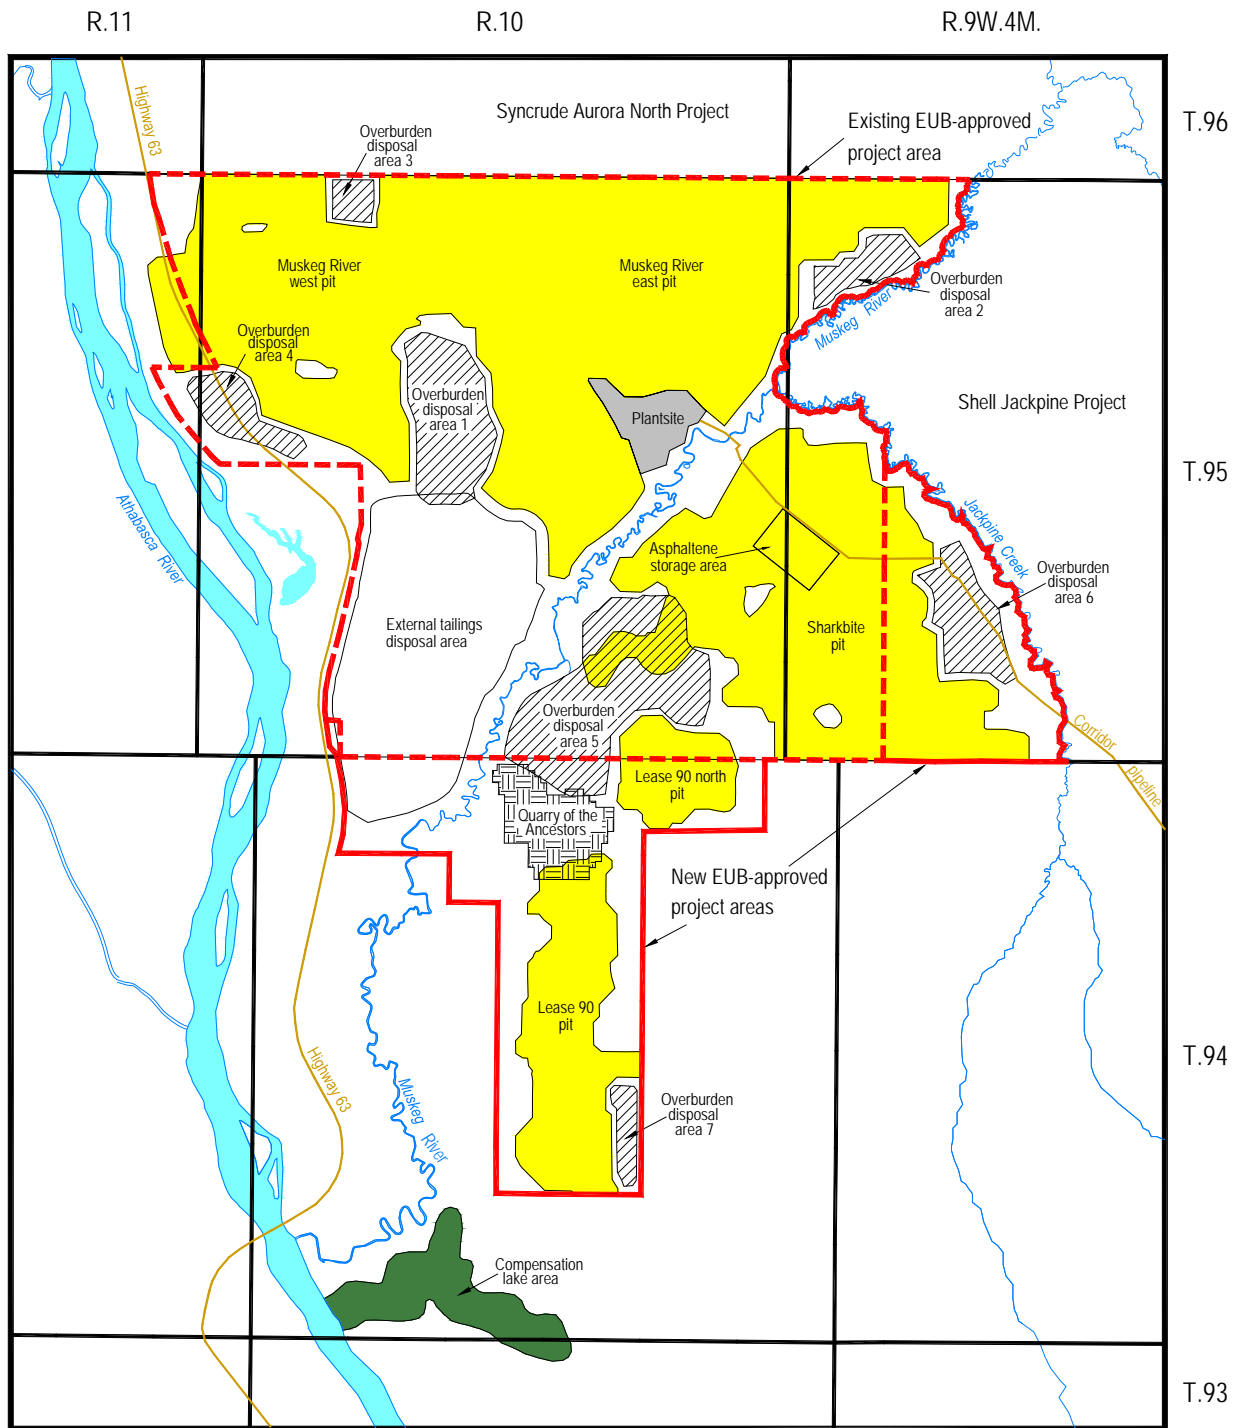 R.11
R.10
R.9W.4M.
Syncrude Aurora North Project
T.96
Highway 63
Existing EUB-approved
project area
Overburden
disposal
area 3
Muskeg River
west pit
Muskeg River
east pit
Overburden
disposal
area 2
Muskeg River
Overburden
disposal
area 4
Overburden
disposal
area 1
Plantsite
Shell Jackpine Project
T.95
Athabasca River
Jackpine Creek
Asphaltene
storage area
Overburden
disposal
area 6
External tailings
disposal area
Sharkbite
pit
Overburden
disposal
area 5
Corridor
pipeline
Lease 90 north
pit
Quarry of the
Ancestors
New EUB-approved
project areas
Lease 90
pit
Highway 63
T.94
Muskeg
River
Overburden
disposal
area 7
Compensation
lake area
T.93